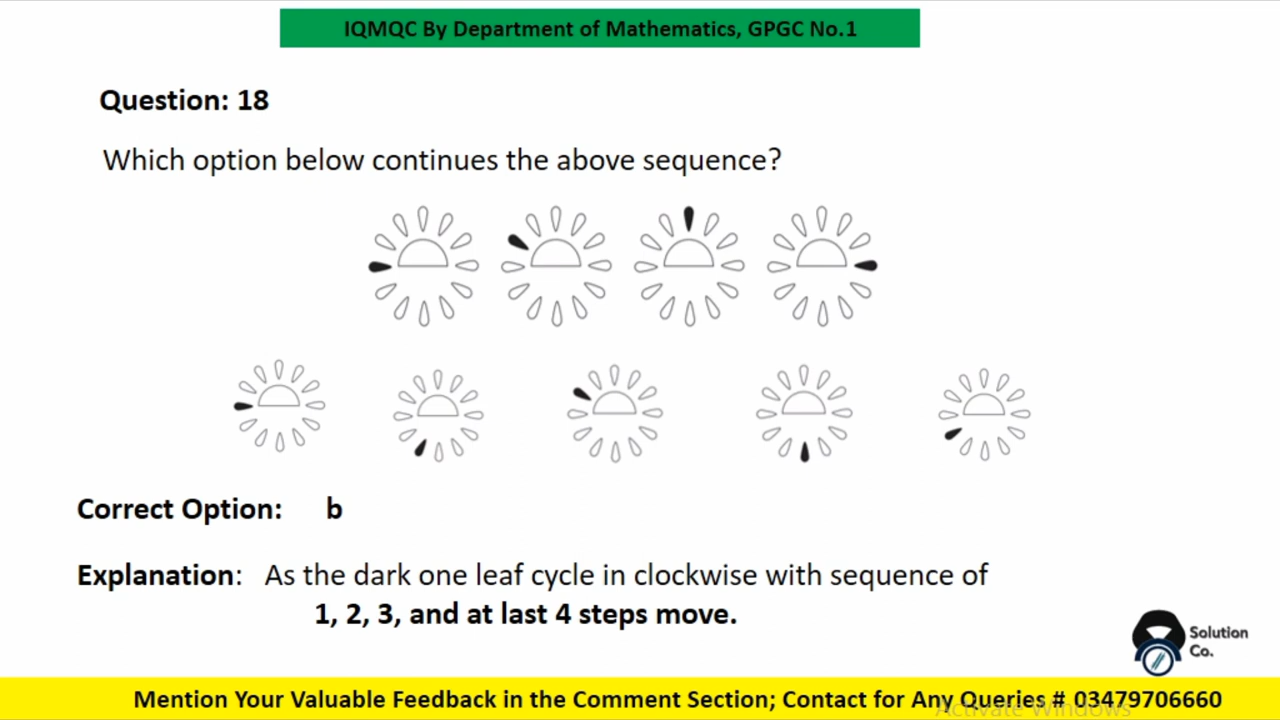 IQMQC By Department of Mathematics, GPGC No.1
Question: 18
Which option below continues the above sequence?
Correct Option: b
Explanation: As the dark one leaf cycle in clockwise with sequence of
1, 2, 3, and at last 4 steps move.
Solution
Co.
Mention Your Valuable Feedback in the Comment Section; Contact for Any Queries # 03479706660
Activate Windows